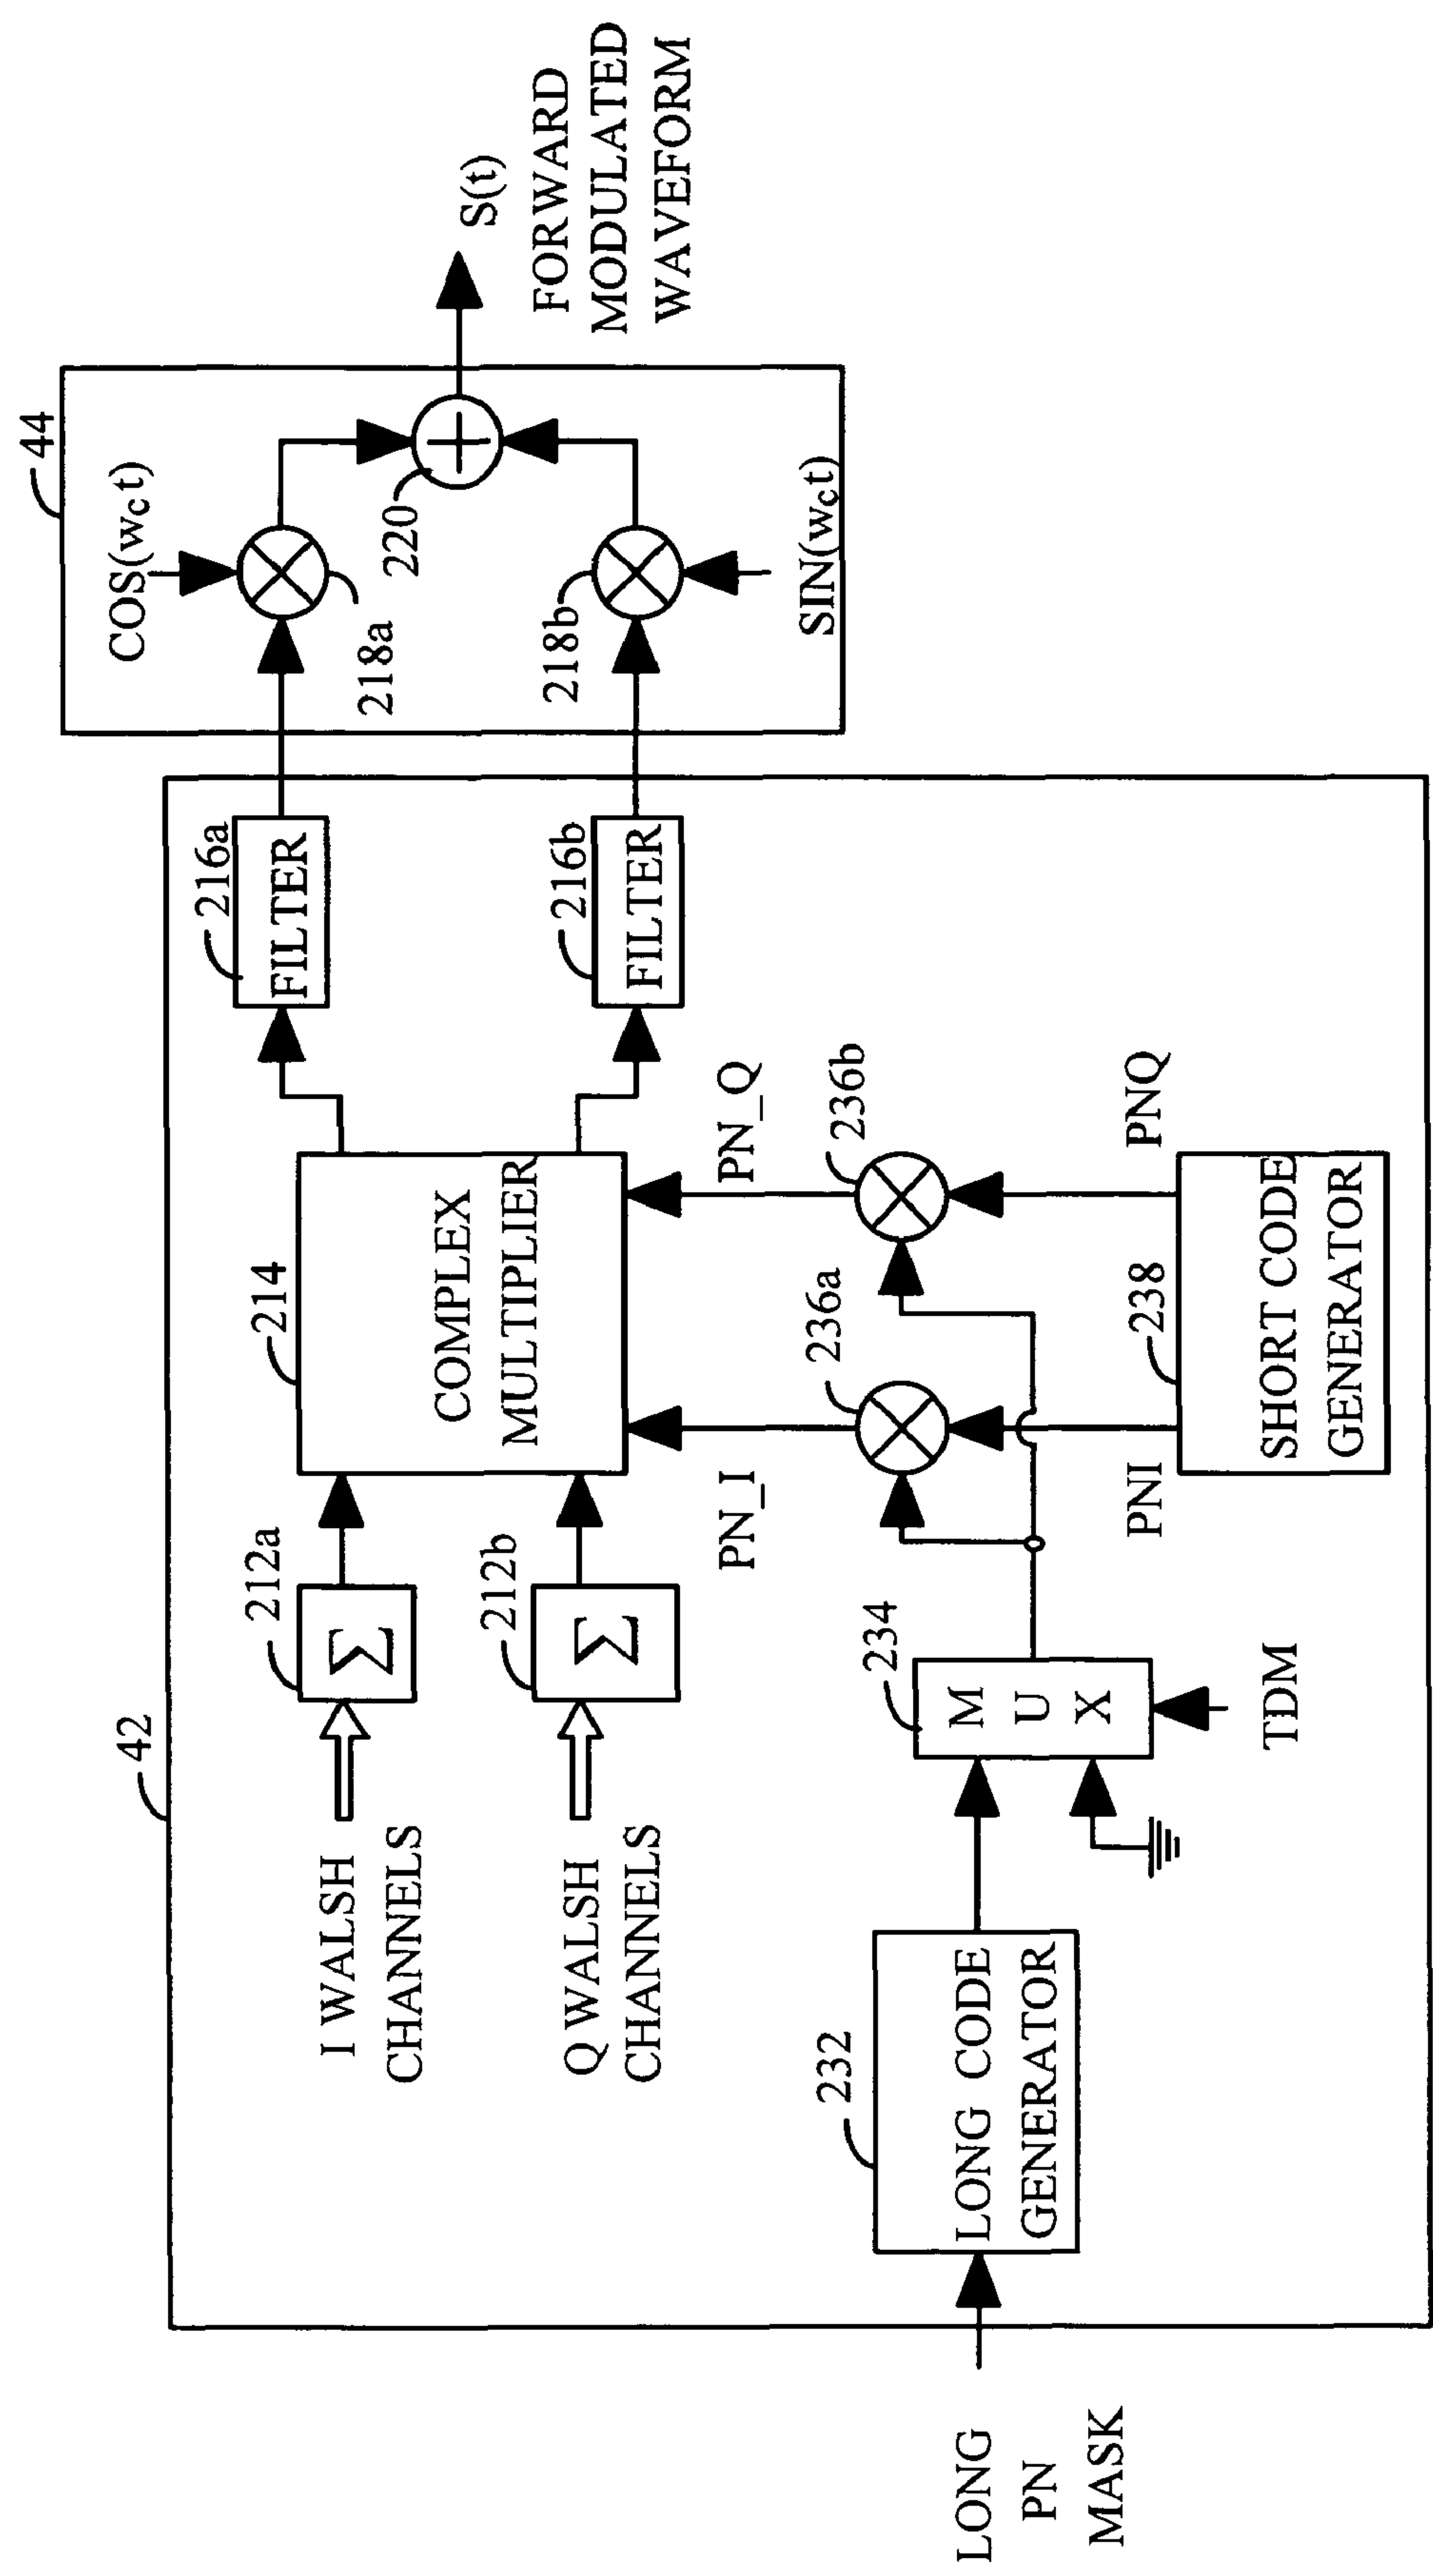 42
44
I WALSH
CHANNELS
212a
Σ
214
COMPLEX
MULTIPLIER
216a
FILTER
COS(wct)
218a
220
S(t)
FORWARD
MODULATED
WAVEFORM
Q WALSH
CHANNELS
212b
Σ
216b
FILTER
218b
SIN(wct)
PN_I
PN_Q
236a
236b
LONG
PN
MASK
232
LONG CODE
GENERATOR
234
M
U
X
TDM
PNI
PNQ
238
SHORT CODE
GENERATOR